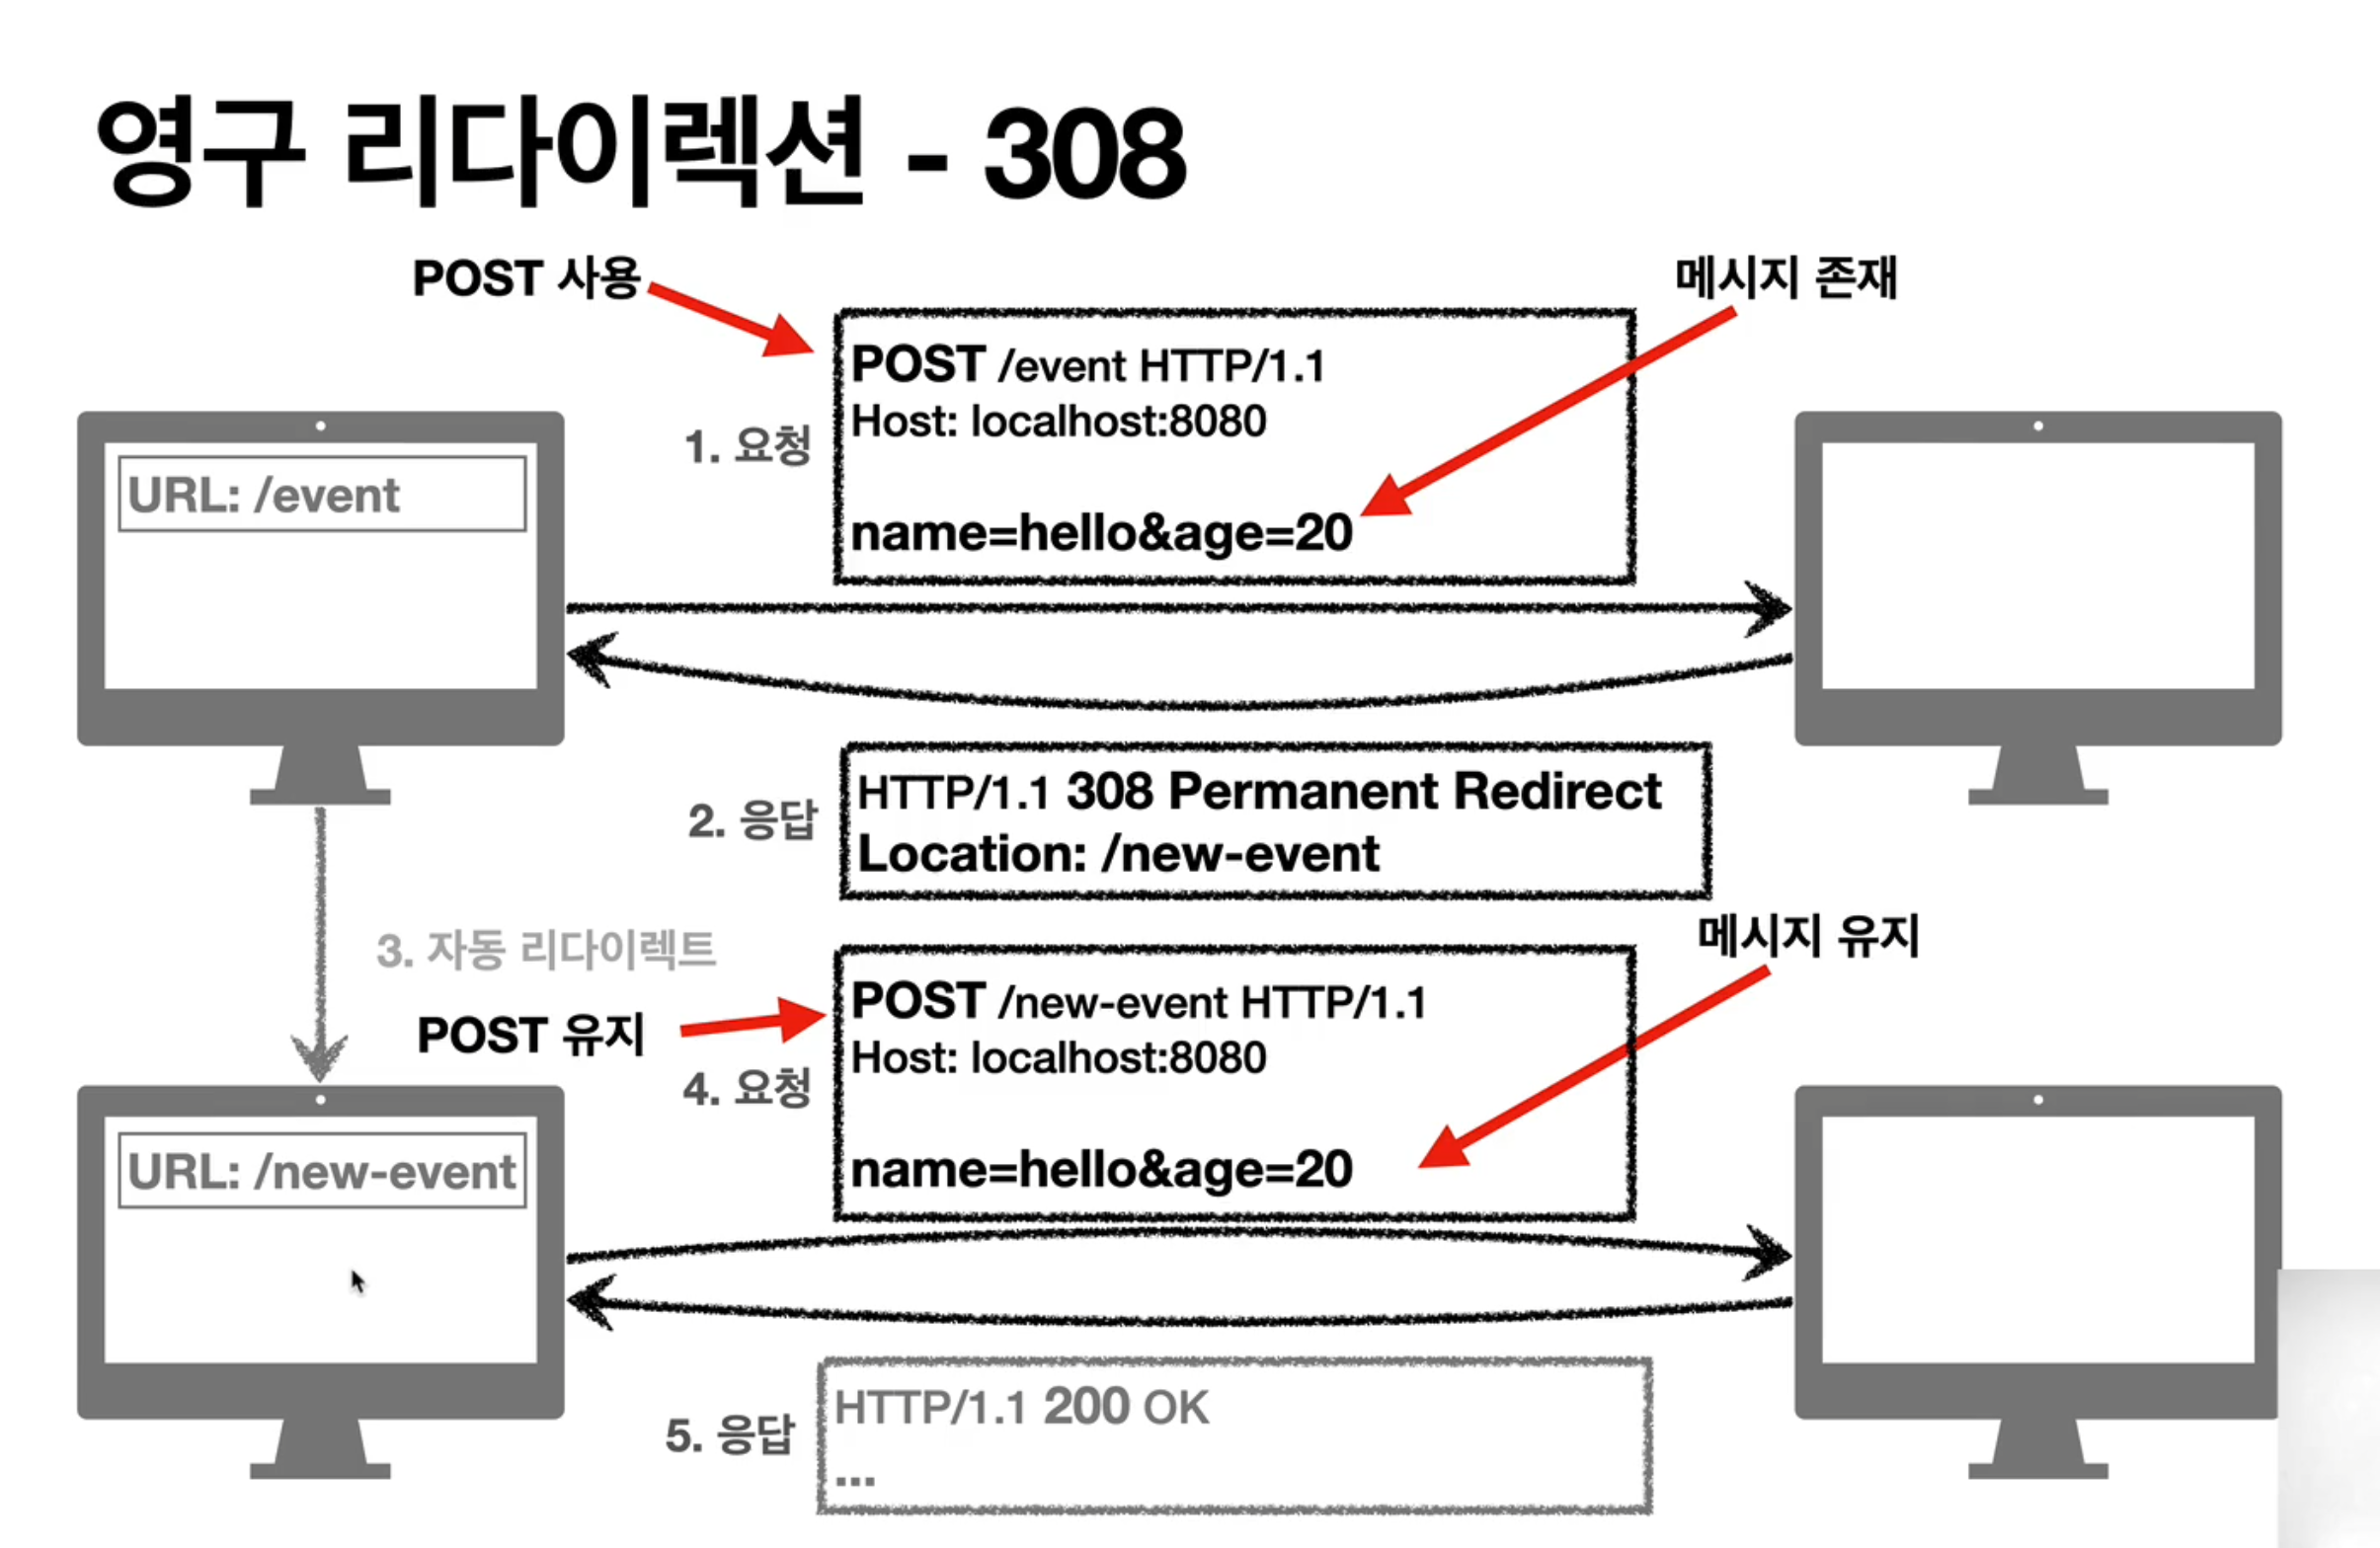 영구 리다이렉션 - 308
POST 사용
메시지 존재
POST /event HTTP/1.1
Host: localhost:8080
1. 요청
name=hello&age=20
URL: /event
2. 응답
HTTP/1.1 308 Permanent Redirect
Location: /new-event
3. 자동 리다이렉트
메시지 유지
POST 유지
POST /new-event HTTP/1.1
Host: localhost:8080
4. 요청
name=hello&age=20
URL: /new-event
5. 응답
HTTP/1.1 200 OK
...